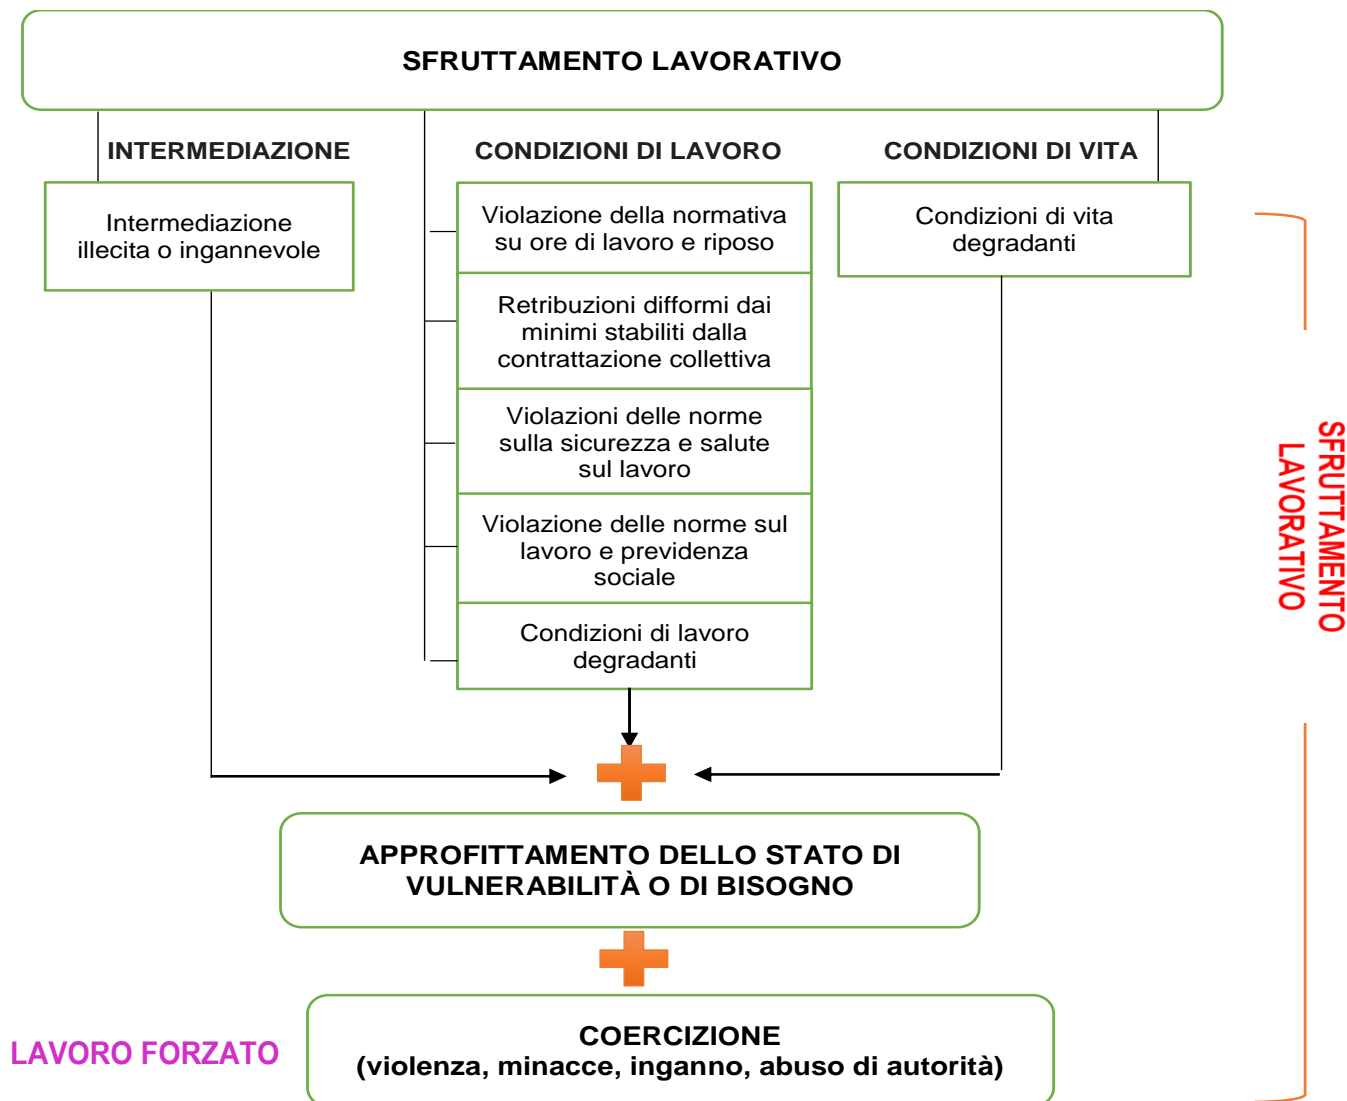 SFRUTTAMENTO LAVORATIVO
INTERMEDIAZIONE
Intermediazione
illecita o ingannevole
CONDIZIONI DI LAVORO
Violazione della normativa
su ore di lavoro e riposo
Retribuzioni difformi dai
minimi stabiliti dalla
contrattazione collettiva
Violazioni delle norme
sulla sicurezza e salute
sul lavoro
Violazione delle norme sul
lavoro e previdenza
sociale
Condizioni di lavoro
degradanti
CONDIZIONI DI VITA
Condizioni di vita
degradanti
SFRUTTAMENTO
LAVORATIVO
APPROFITTAMENTO DELLO STATO DI
VULNERABILITÀ O DI BISOGNO
LAVORO FORZATO
COERCIZIONE
(violenza, minacce, inganno, abuso di autorità)